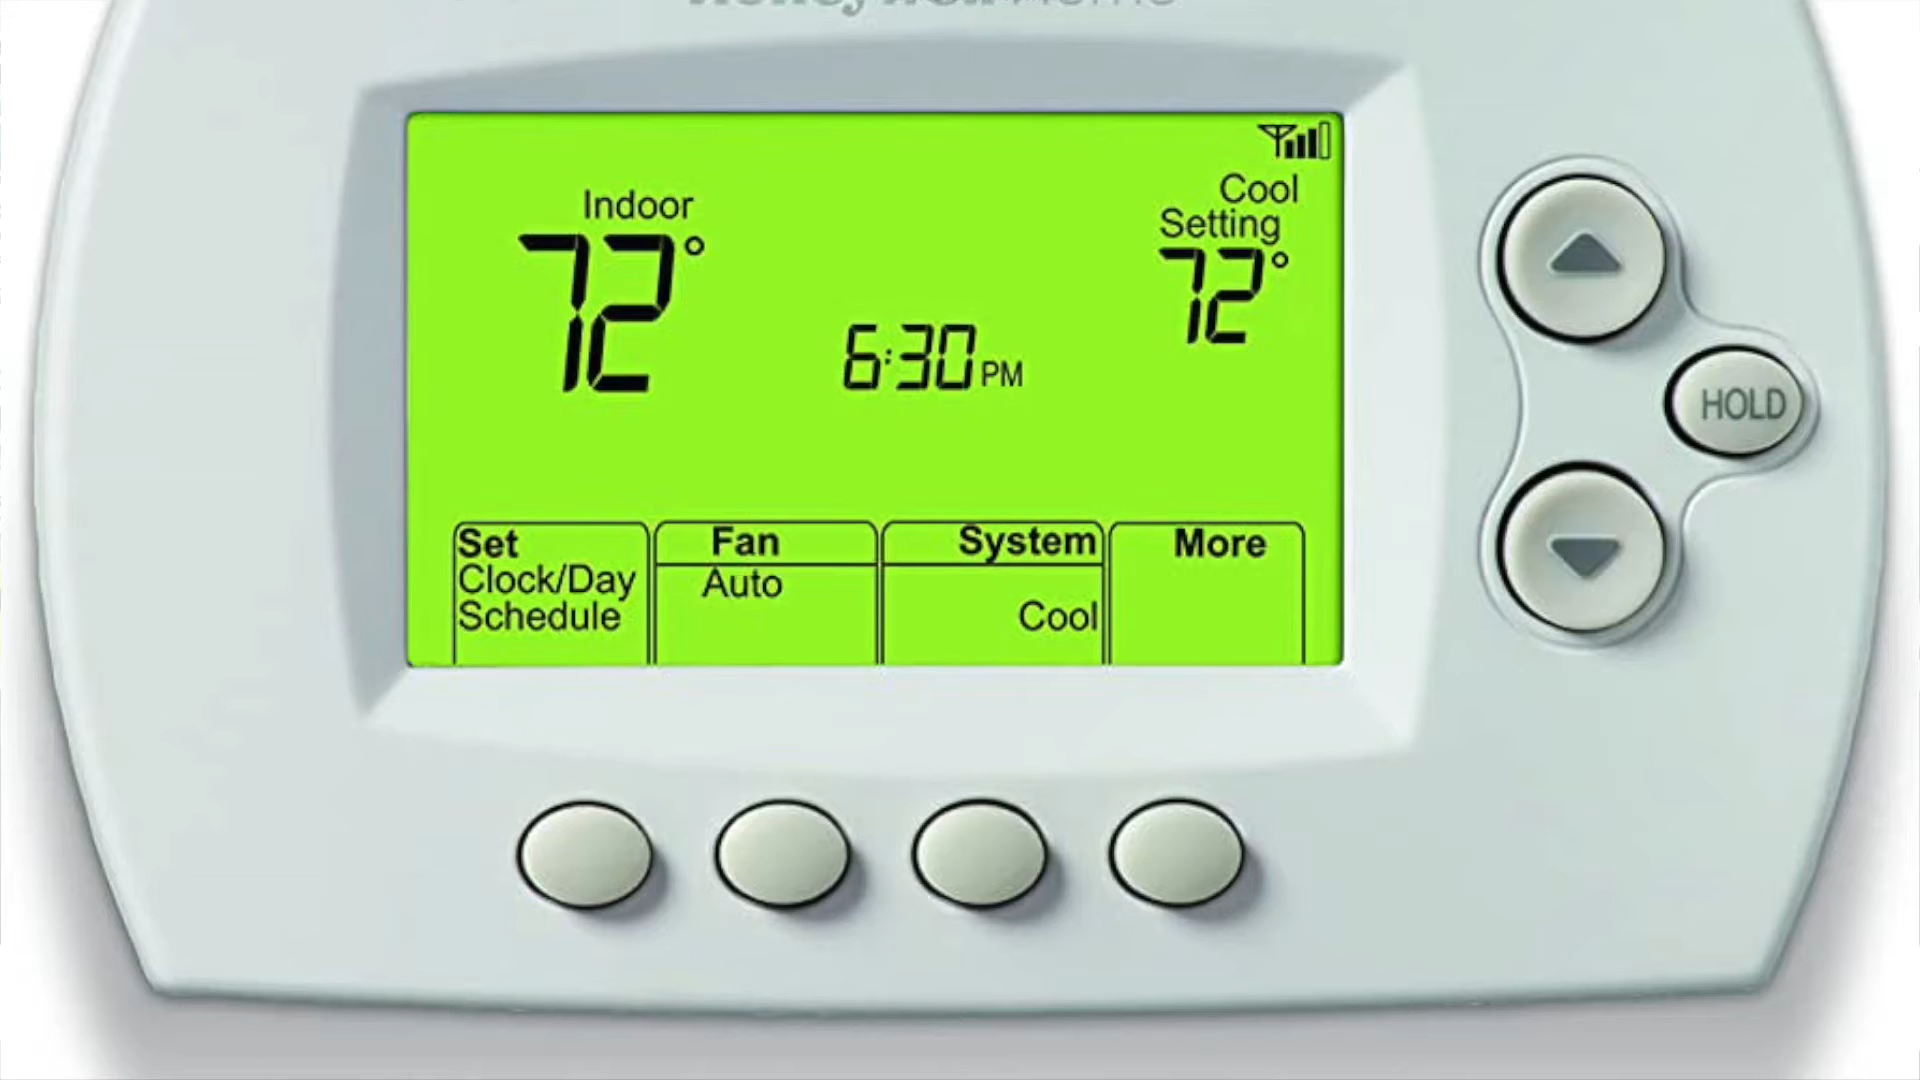 Indoor
72°
6:30 PM
Cool
Setting
72°
HOLD
Set
Clock/Day
Schedule
Fan
Auto
System
Cool
More